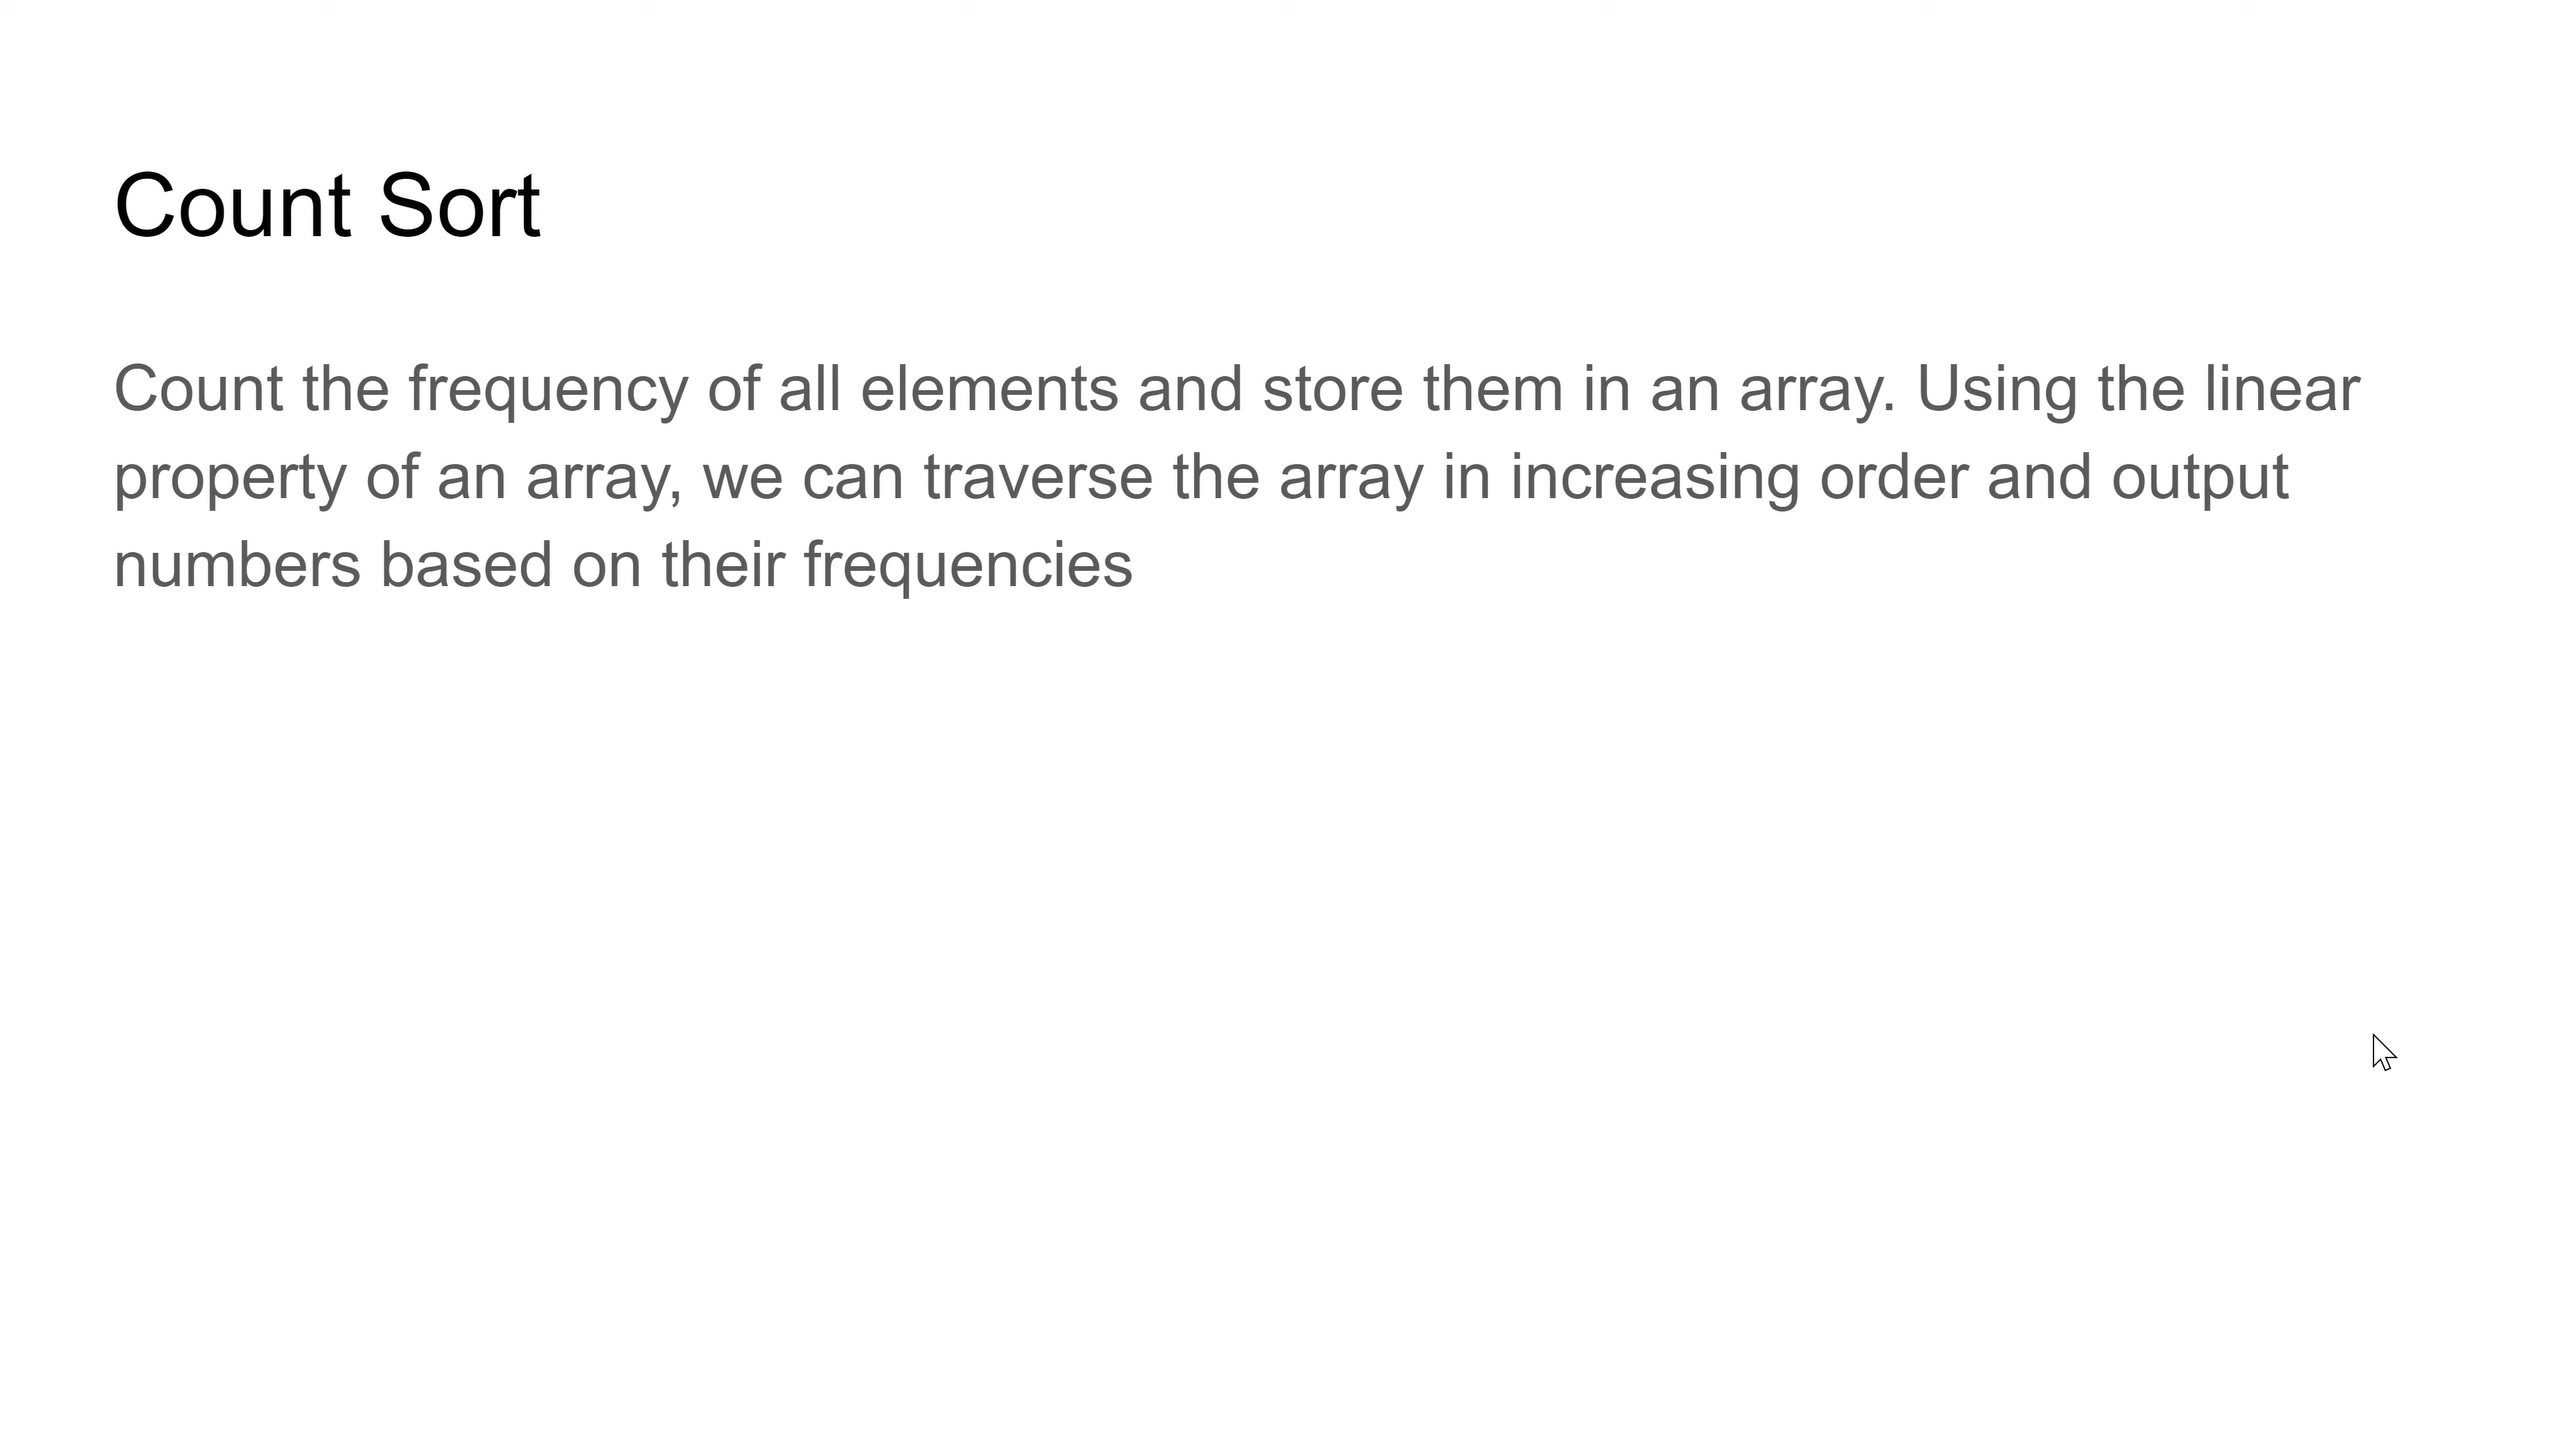 Count Sort
Count the frequency of all elements and store them in an array. Using the linear
property of an array, we can traverse the array in increasing order and output
numbers based on their frequencies